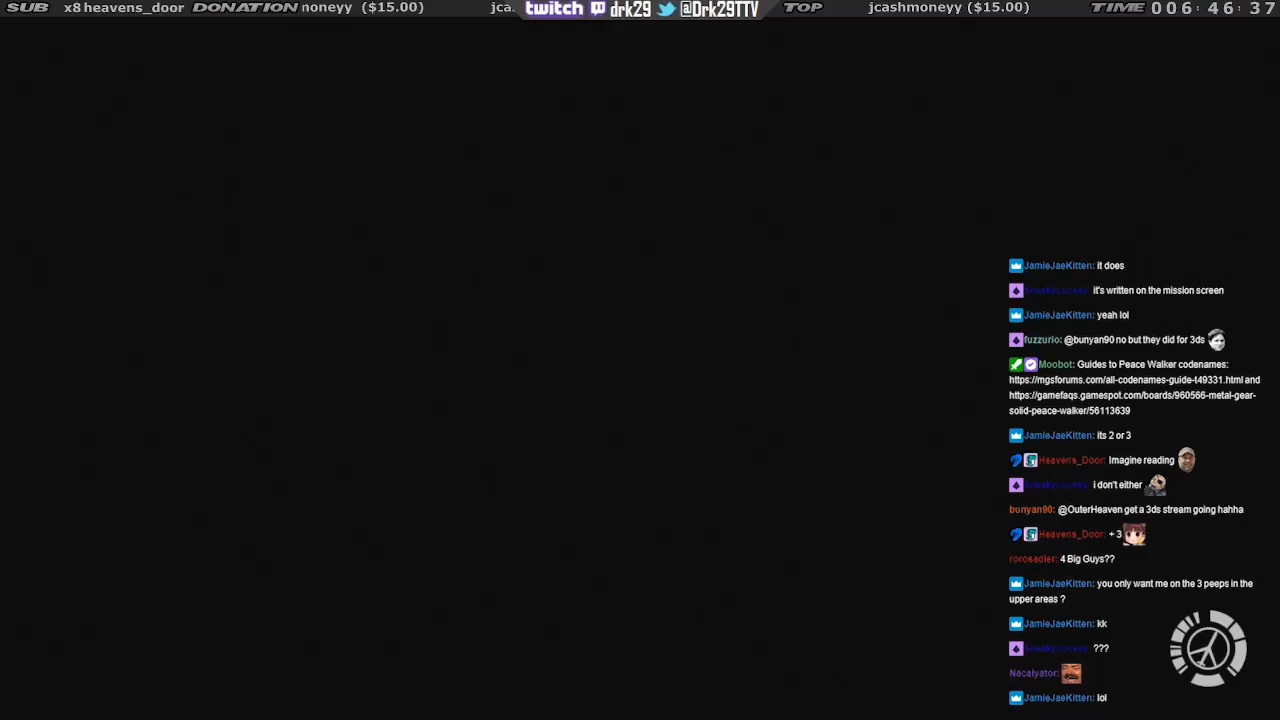 SUB x8 heavens_door DONATION noneyy ($15.00) jca. twitch drk29 @Drk29TTV TOP jcashmoneyy ($15.00) TIME 006:46:37
JamieJaeKitten: it does
it's written on the mission screen
JamieJaeKitten: yeah lol
fuzzurio: @bunyan90 no but they did for 3ds
Moobot: Guides to Peace Walker codenames:
https://mgsforums.com/all-codenames-guide-t49331.html and
https://gamefaqs.gamespot.com/boards/960566-metal-gear-
solid-peace-walker/56113639
JamieJaeKitten: its 2 or 3
Heavens_Door: Imagine reading
i don't either
bunyan90: @OuterHeaven get a 3ds stream going hahha
Heavens_Door: + 3
rorosadler: 4 Big Guys??
JamieJaeKitten: you only want me on the 3 peeps in the
upper areas ?
JamieJaeKitten: kk
???
Nacalyator:
JamieJaeKitten: lol